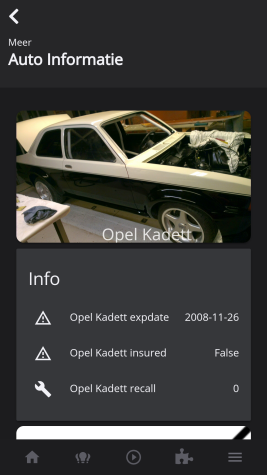 Meer
Auto Informatie
Opel Kadett
Info
Opel Kadett expdate 2008-11-26
Opel Kadett insured False
Opel Kadett recall 0